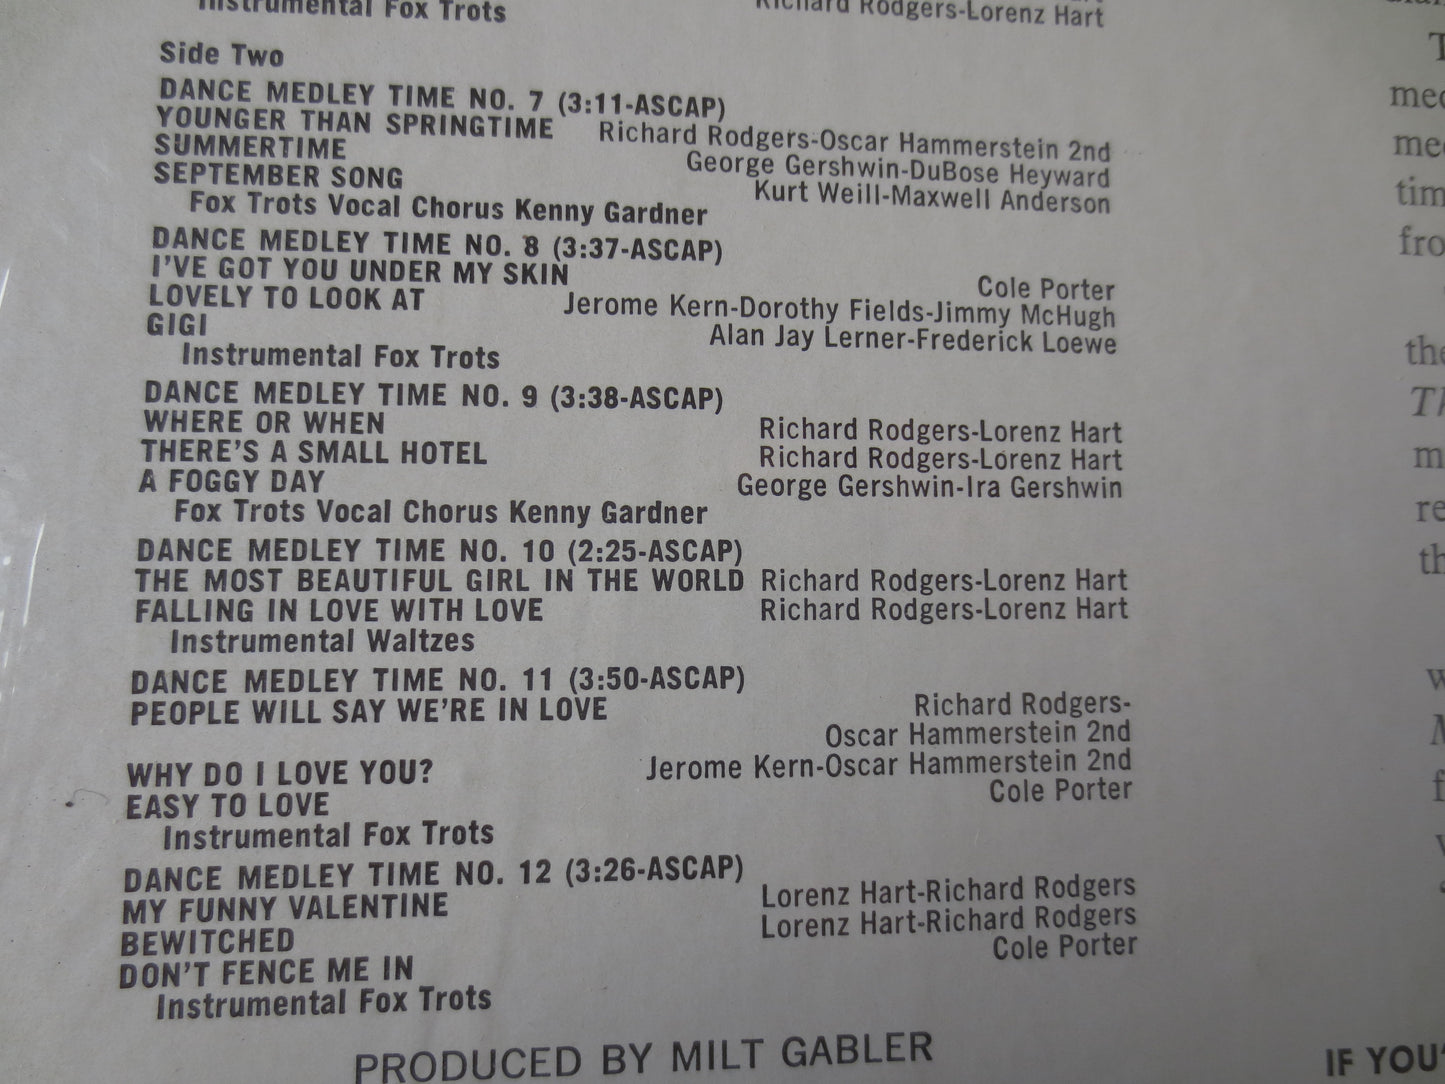 Instrumental Fox Trots
Richard Rodgers-Lorenz Hart
Side Two
DANCE MEDLEY TIME NO. 7 (3:11-ASCAP)
YOUNGER THAN SPRINGTIME Richard Rodgers-Oscar Hammerstein 2nd
SUMMERTIME George Gershwin-DuBose Heyward
SEPTEMBER SONG Kurt Weill-Maxwell Anderson
Fox Trots Vocal Chorus Kenny Gardner
DANCE MEDLEY TIME NO. 8 (3:37-ASCAP)
I'VE GOT YOU UNDER MY SKIN Cole Porter
LOVELY TO LOOK AT Jerome Kern-Dorothy Fields-Jimmy McHugh
GIGI Alan Jay Lerner-Frederick Loewe
Instrumental Fox Trots
DANCE MEDLEY TIME NO. 9 (3:38-ASCAP)
WHERE OR WHEN Richard Rodgers-Lorenz Hart
THERE'S A SMALL HOTEL Richard Rodgers-Lorenz Hart
A FOGGY DAY George Gershwin-Ira Gershwin
Fox Trots Vocal Chorus Kenny Gardner
DANCE MEDLEY TIME NO. 10 (2:25-ASCAP)
THE MOST BEAUTIFUL GIRL IN THE WORLD Richard Rodgers-Lorenz Hart
FALLING IN LOVE WITH LOVE Richard Rodgers-Lorenz Hart
Instrumental Waltzes
DANCE MEDLEY TIME NO. 11 (3:50-ASCAP)
PEOPLE WILL SAY WE'RE IN LOVE Richard Rodgers-
Oscar Hammerstein 2nd
WHY DO I LOVE YOU? Jerome Kern-Oscar Hammerstein 2nd
EASY TO LOVE Cole Porter
Instrumental Fox Trots
DANCE MEDLEY TIME NO. 12 (3:26-ASCAP)
MY FUNNY VALENTINE Lorenz Hart-Richard Rodgers
BEWITCHED Lorenz Hart-Richard Rodgers
DON'T FENCE ME IN Cole Porter
Instrumental Fox Trots
PRODUCED BY MILT GABLER
IF YOU'